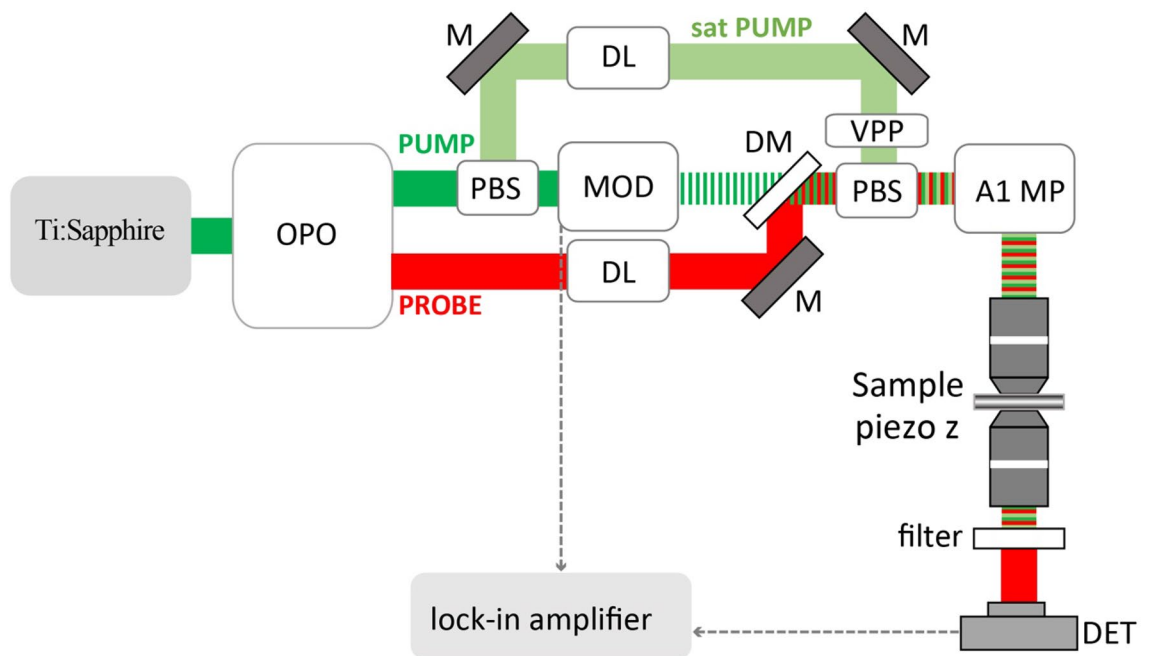 M
sat PUMP
M
DL
PUMP
VPP
DM
PBS
MOD
PBS
A1 MP
Ti:Sapphire
OPO
DL
PROBE
M
Sample
piezo z
filter
lock-in amplifier
DET